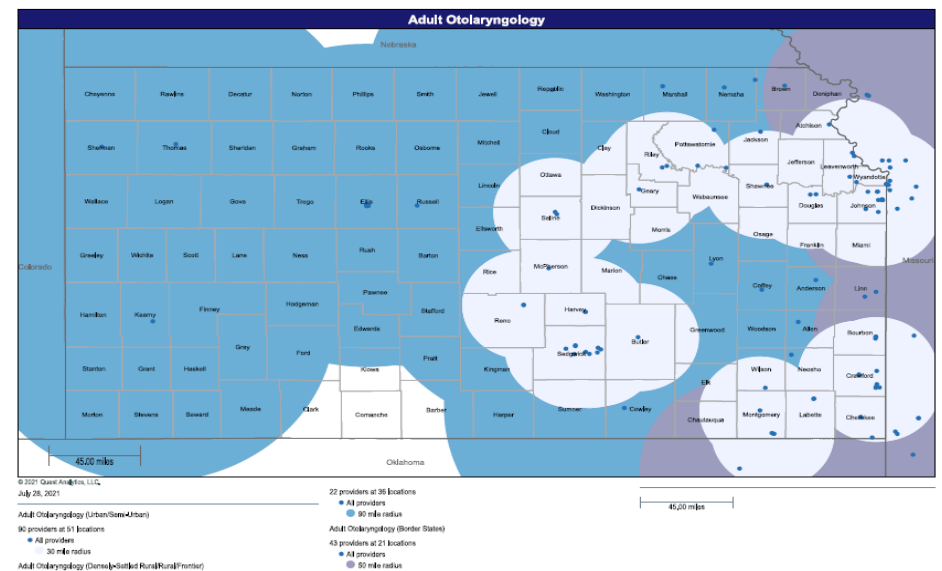 Adult Otolaryngology
Nebraska
Cheyenne Rawlins Decatur Norton Phillips Smith Jewell Republic Washington Marshall Nemaha Brown Doniphan
Sherman Thomas Sheridan Graham Rooks Osborne Mitchell Cloud Clay Riley Pottawatomie Jackson Atchison
Jefferson Leavenworth
Wallace Logan Gove Trego Ellis Russell Lincoln Ottawa Geary Wabaunsee Shawnee Wyandotte
Saline Dickinson Douglas Johnson
Ellsworth Morris Osage
Greeley Wichita Scott Lane Ness Rush Barton Franklin Miami
Colorado Rice McPherson Marion Chase Lyon Missouri
Hamilton Kearny Finney Hodgeman Pawnee Stafford Reno Harvey Coffey Anderson Linn
Gray Ford Edwards Sedgwick Butler Greenwood Woodson Allen Bourbon
Stanton Grant Haskell Kiowa Pratt Kingman Elk Wilson Neosho Crawford
Morton Stevens Seward Meade Clark Comanche Barber Harper Sumner Cowley Chautauqua Montgomery Labette Cherokee
45.00 miles
Oklahoma
© 2021 Quest Analytics, LLC.
July 28, 2021
Adult Otolaryngology (Urban/Semi-Urban)
90 providers at 51 locations
All providers
30 mile radius
Adult Otolaryngology (Densely-Settled Rural/Rural/Frontier)
22 providers at 36 locations
All providers
90 mile radius
Adult Otolaryngology (Border States)
43 providers at 21 locations
All providers
50 mile radius
45.00 miles